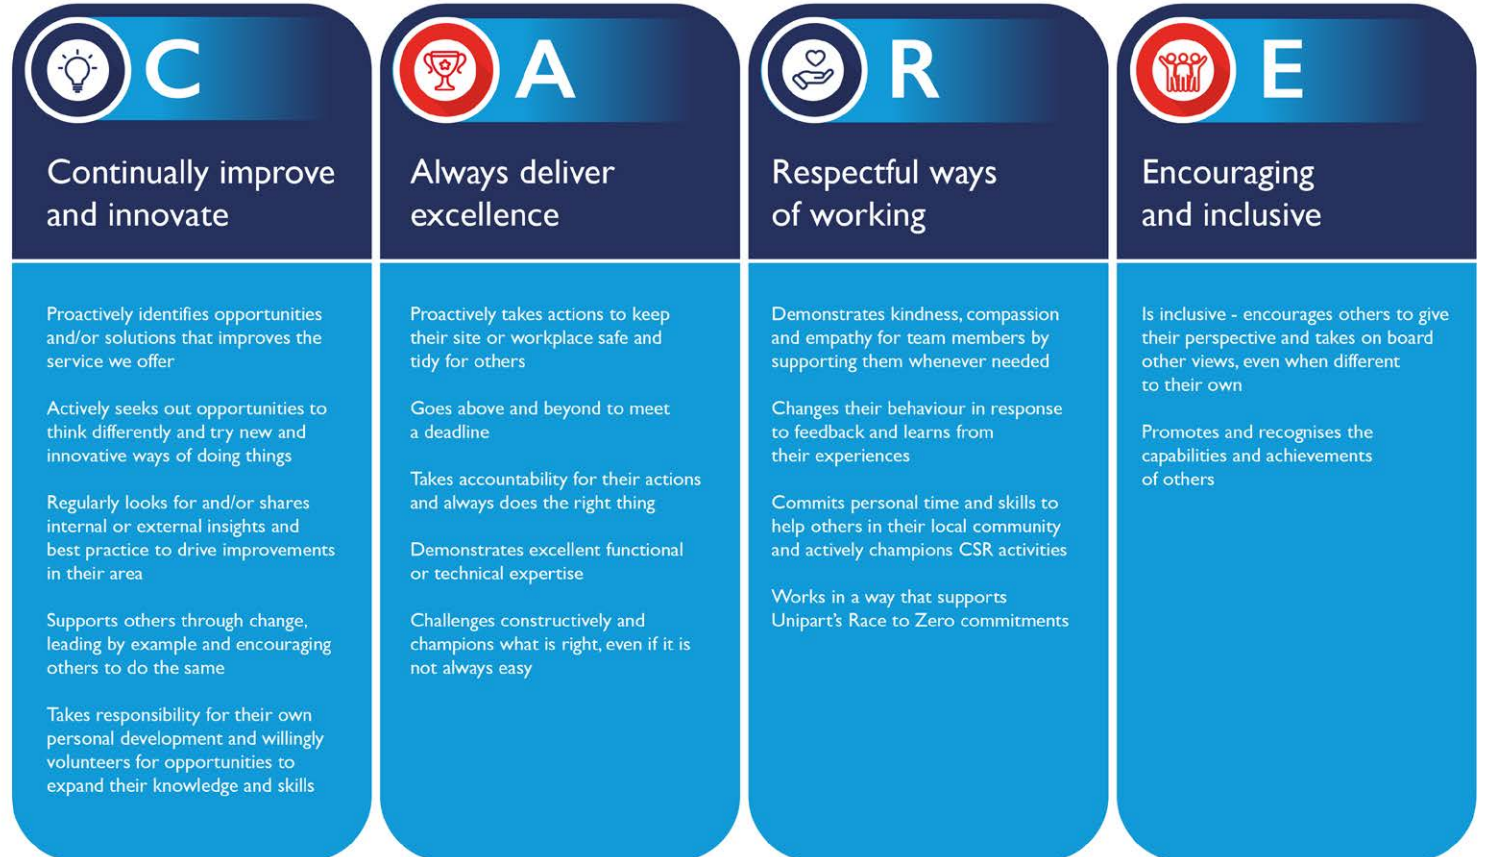 C
Continually improve
and innovate
Proactively identifies opportunities
and/or solutions that improves the
service we offer
Actively seeks out opportunities to
think differently and try new and
innovative ways of doing things
Regularly looks for and/or shares
internal or external insights and
best practice to drive improvements
in their area
Supports others through change,
leading by example and encouraging
others to do the same
Takes responsibility for their own
personal development and willingly
volunteers for opportunities to
expand their knowledge and skills
A
Always deliver
excellence
Proactively takes actions to keep
their site or workplace safe and
tidy for others
Goes above and beyond to meet
a deadline
Takes accountability for their actions
and always does the right thing
Demonstrates excellent functional
or technical expertise
Challenges constructively and
champions what is right, even if it is
not always easy
R
Respectful ways
of working
Demonstrates kindness, compassion
and empathy for team members by
supporting them whenever needed
Changes their behaviour in response
to feedback and learns from
their experiences
Commits personal time and skills to
help others in their local community
and actively champions CSR activities
Works in a way that supports
Unipart's Race to Zero commitments
E
Encouraging
and inclusive
Is inclusive - encourages others to give
their perspective and takes on board
other views, even when different
to their own
Promotes and recognises the
capabilities and achievements
of others